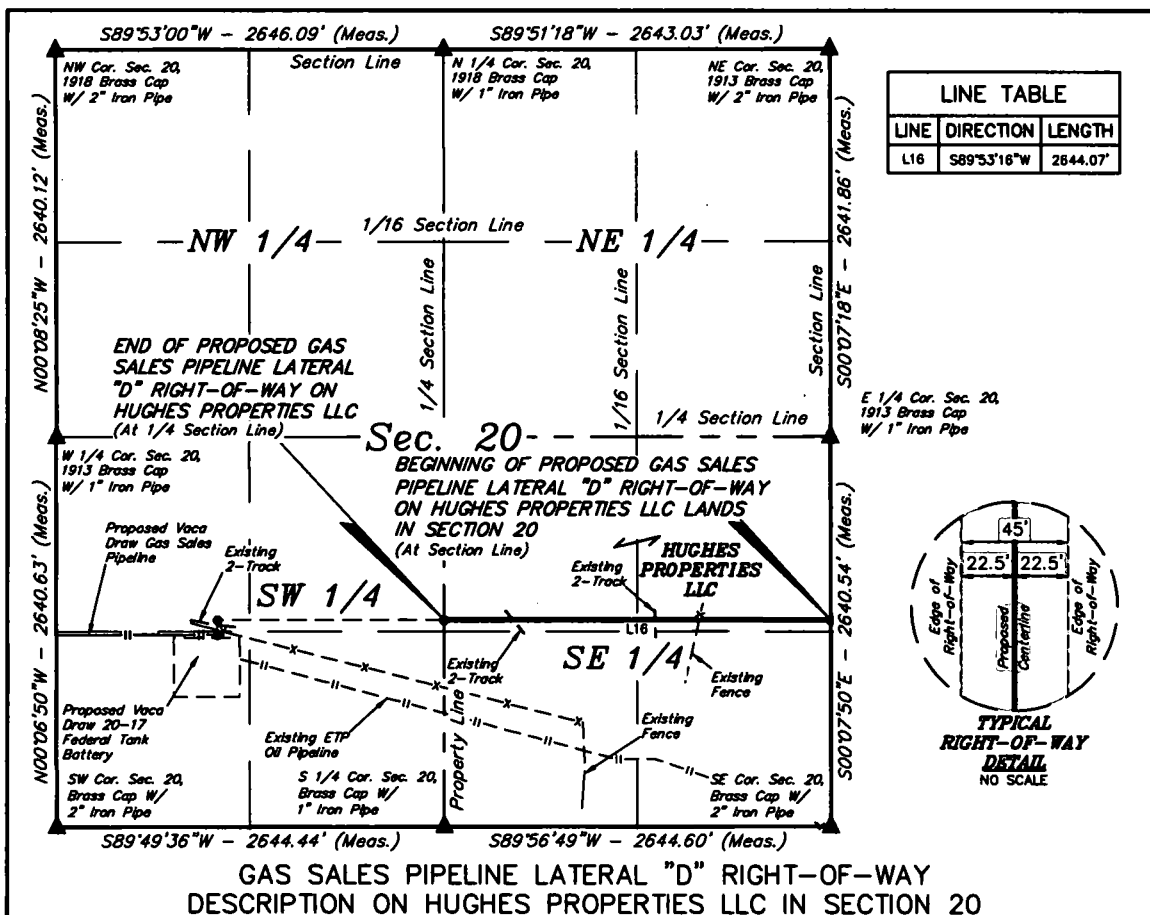 S89°53'00"W - 2646.09' (Meas.)
S89°51'18"W - 2643.03' (Meas.)
Section Line
NW Cor. Sec. 20,
1918 Brass Cap
W/ 2" Iron Pipe
N 1/4 Cor. Sec. 20,
1918 Brass Cap
W/ 1" Iron Pipe
NE Cor. Sec. 20,
1913 Brass Cap
W/ 2" Iron Pipe
LINE TABLE
LINE DIRECTION LENGTH
L16 S89°53'16"W 2644.07'
N00°08'25"W - 2640.12' (Meas.)
S00°07'18"E - 2641.86' (Meas.)
1/16 Section Line
NW 1/4
NE 1/4
1/4 Section Line
1/16 Section Line
Section Line
END OF PROPOSED GAS
SALES PIPELINE LATERAL
"D" RIGHT-OF-WAY ON
HUGHES PROPERTIES LLC
(At 1/4 Section Line)
1/4 Section Line
E 1/4 Cor. Sec. 20,
1913 Brass Cap
W/ 1" Iron Pipe
Sec. 20
W 1/4 Cor. Sec. 20,
1913 Brass Cap
W/ 1" Iron Pipe
BEGINNING OF PROPOSED GAS SALES
PIPELINE LATERAL "D" RIGHT-OF-WAY
ON HUGHES PROPERTIES LLC LANDS
IN SECTION 20
(At Section Line)
N00°06'50"W - 2640.63' (Meas.)
S00°07'50"E - 2640.54' (Meas.)
Proposed Vaca
Draw Gas Sales
Pipeline
Existing
2-Track
SW 1/4
Existing
2-Track
HUGHES
PROPERTIES
LLC
L16
SE 1/4
Existing
2-Track
Existing
Fence
Proposed Vaca
Draw 20-17
Federal Tank
Battery
Existing ETP
Oil Pipeline
Property Line
Existing
Fence
SW Cor. Sec. 20,
Brass Cap W/
2" Iron Pipe
S 1/4 Cor. Sec. 20,
Brass Cap W/
1" Iron Pipe
SE Cor. Sec. 20,
Brass Cap W/
2" Iron Pipe
S89°49'36"W - 2644.44' (Meas.)
S89°56'49"W - 2644.60' (Meas.)
45'
22.5' 22.5'
Edge of
Right-of-Way
Proposed
Centerline
Edge of
Right-of-Way
TYPICAL
RIGHT-OF-WAY
DETAIL
NO SCALE
GAS SALES PIPELINE LATERAL "D" RIGHT-OF-WAY
DESCRIPTION ON HUGHES PROPERTIES LLC IN SECTION 20